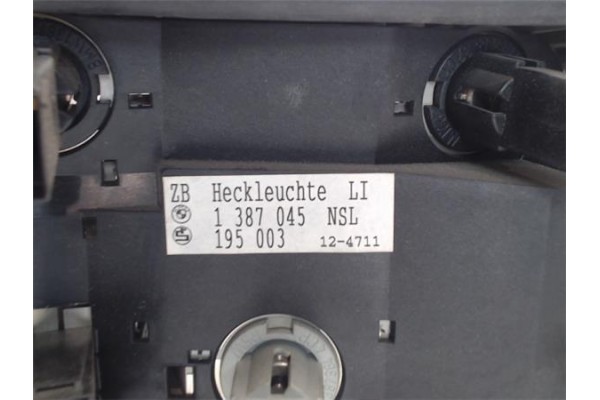 ZB Heckleuchte LI
1 387 045 NSL
195 003 12-4711